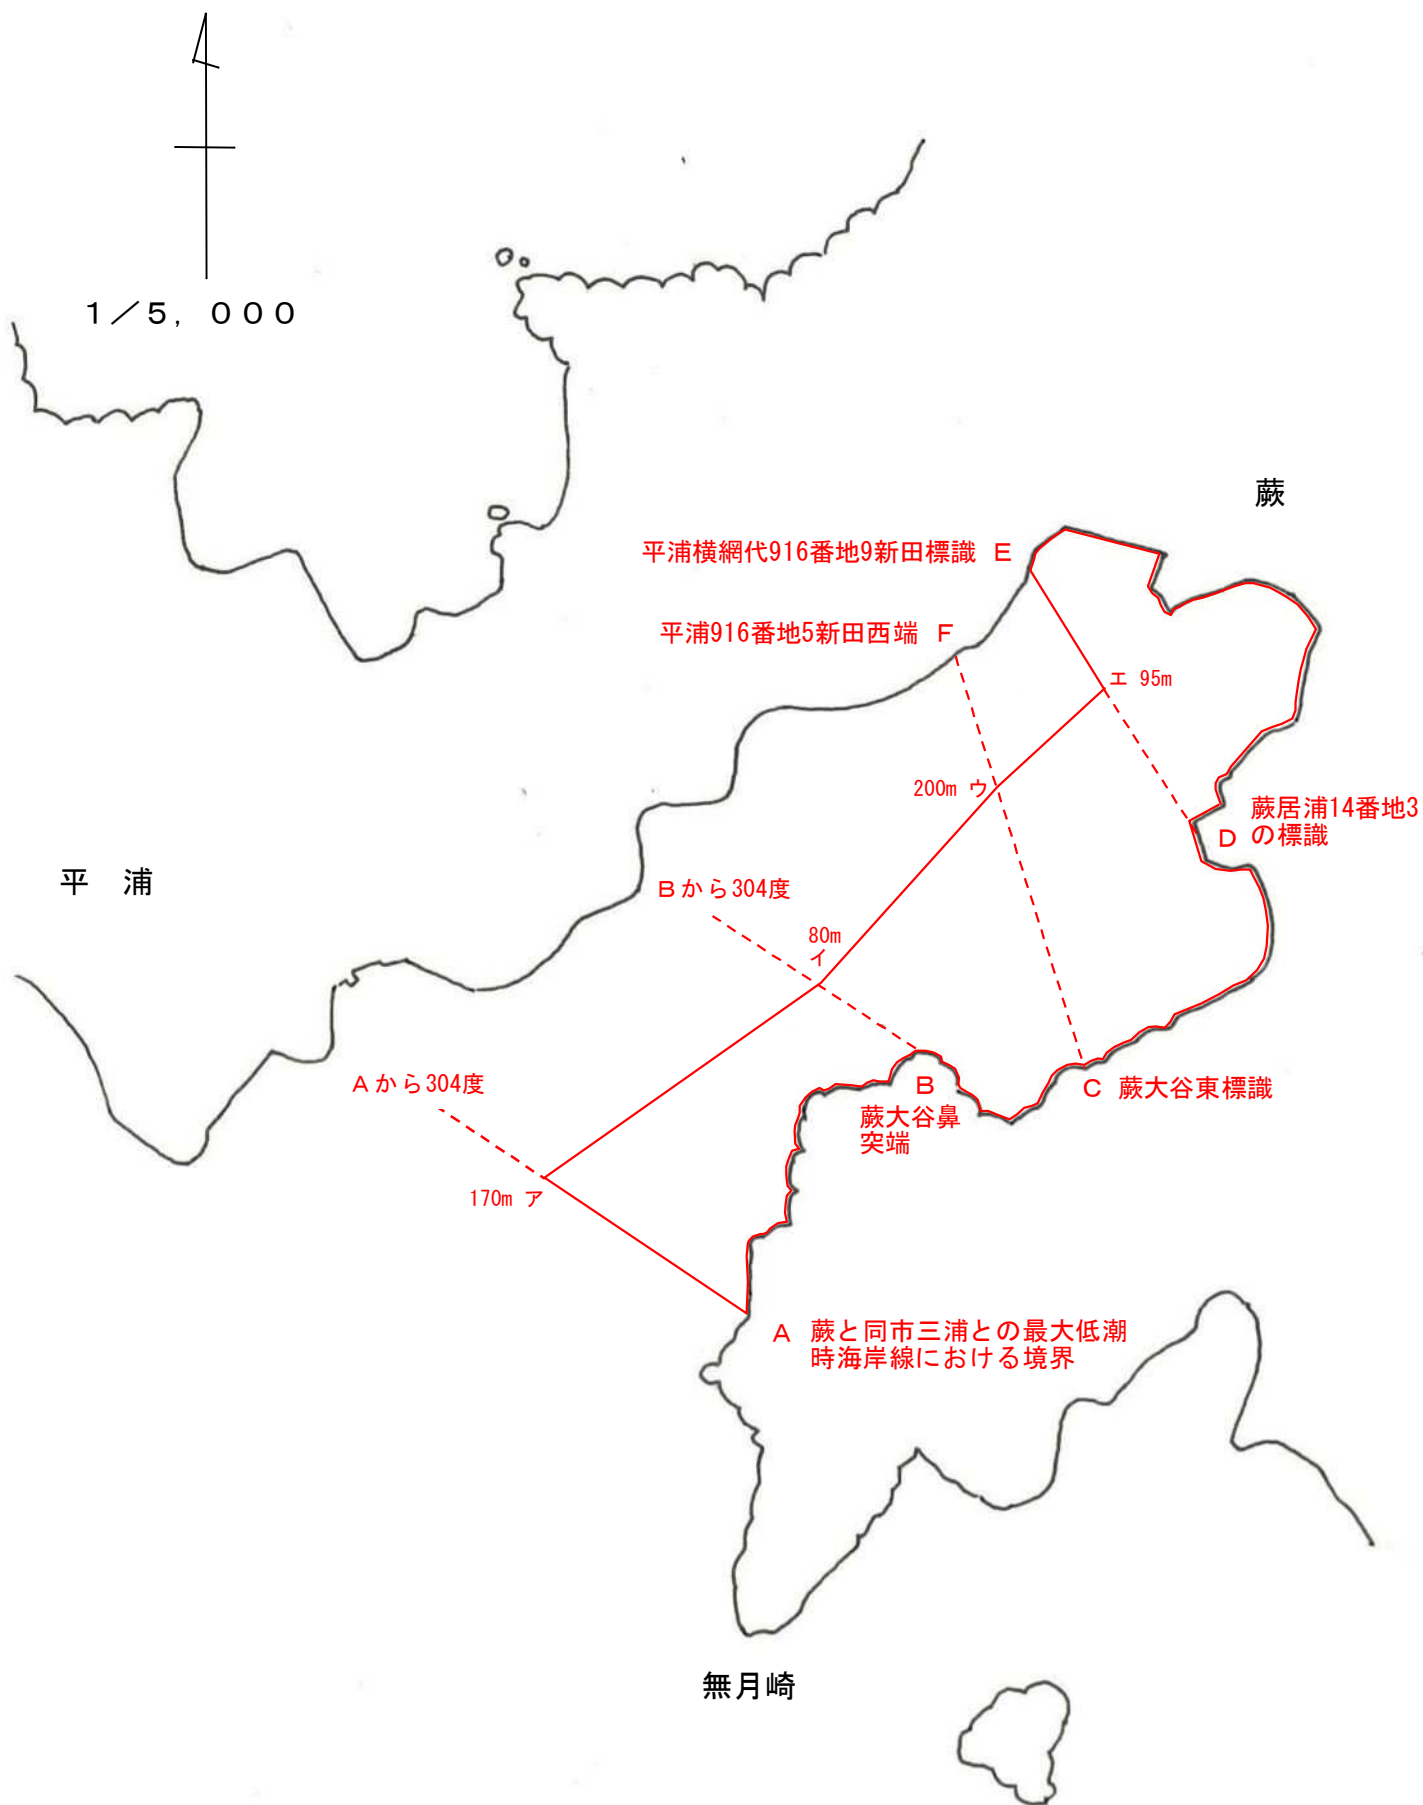 1／5，000
蕨
平浦横網代916番地9新田標識 E
平浦916番地5新田西端 F
エ 95m
200m ウ
蕨居浦14番地3
D の標識
平 浦
Bから304度
80m
イ
Aから304度
B
C 蕨大谷東標識
蕨大谷鼻
突端
170m ア
A 蕨と同市三浦との最大低潮
時海岸線における境界
無月崎